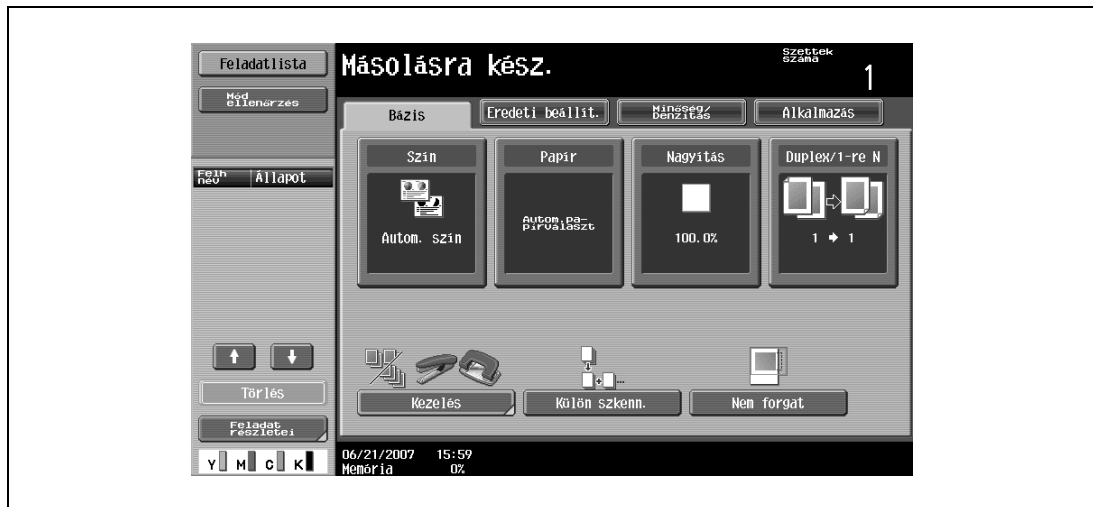 Feladatlista
Másolásra kész.
Szettek
száma
1
Mód
ellenőrzés
Bázis
Eredeti beállít.
Minőség/
Denzitás
Alkalmazás
Szín
Papír
Nagyítás
Duplex/1-re N
Felh
név
Állapot
Autom. szín
Autom.pa-
pírválaszt
100.0%
1 → 1
Törlés
Kezelés
Külön szkenn.
Nem forgat
Feladat
részletei
Y M C K
06/21/2007 15:59
Memória 0%